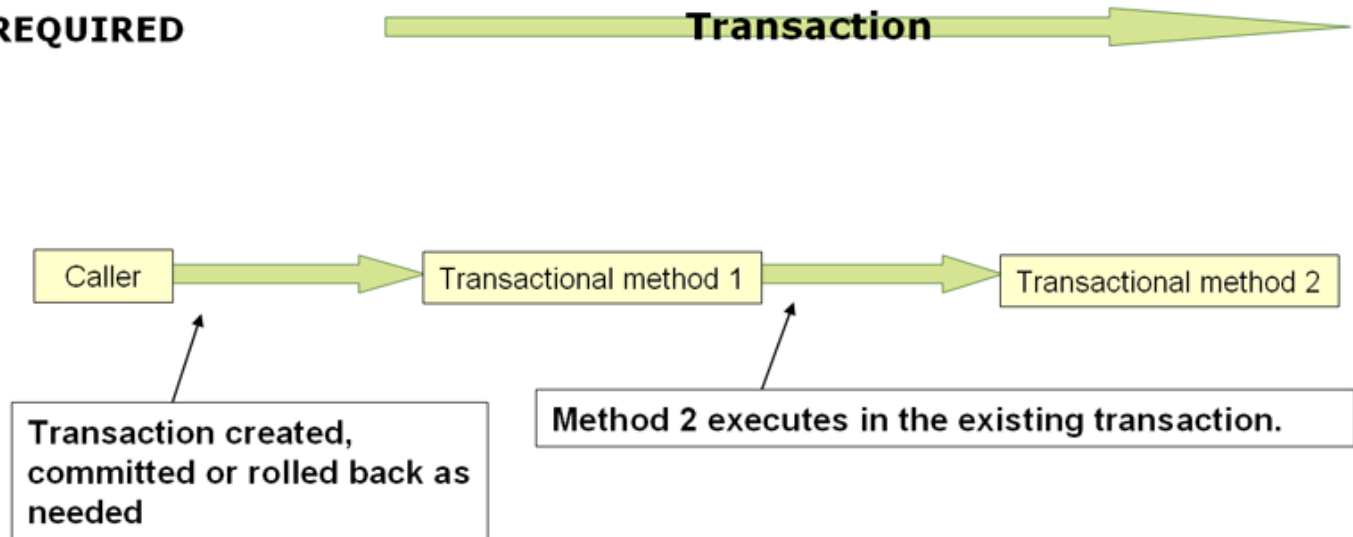 REQUIRED
Transaction
Caller
Transactional method 1
Transactional method 2
Transaction created,
committed or rolled back as
needed
Method 2 executes in the existing transaction.